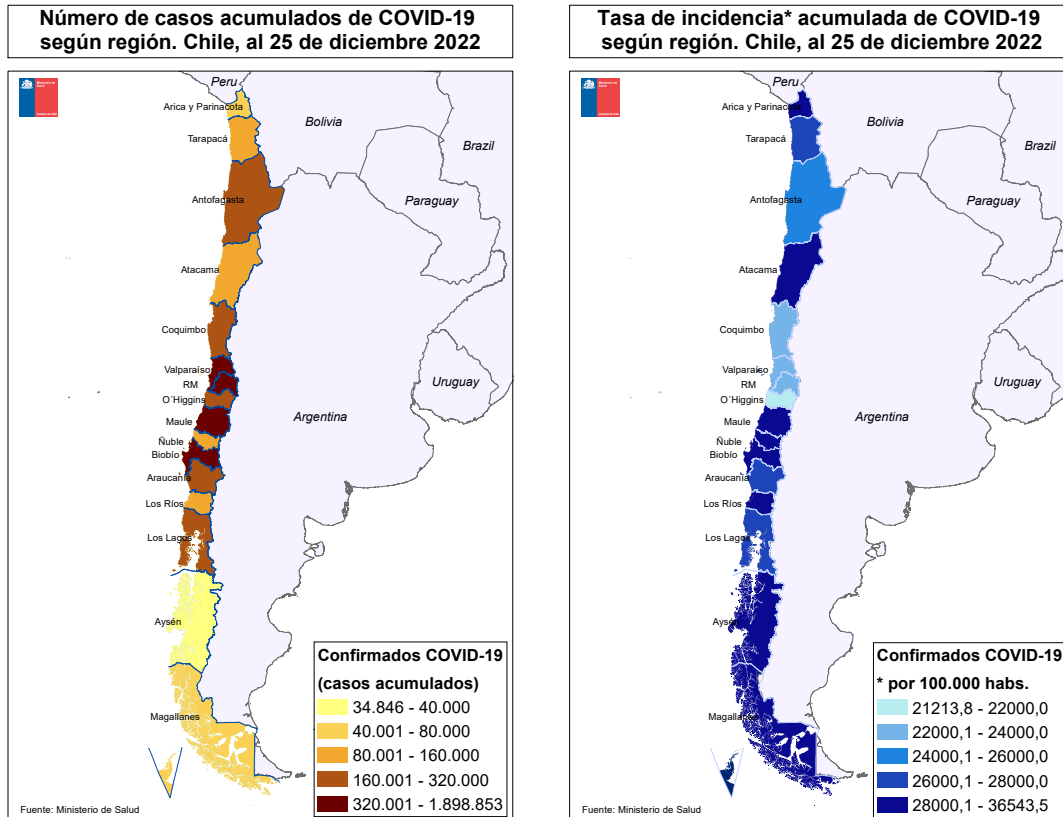 Número de casos acumulados de COVID-19
según región. Chile, al 25 de diciembre 2022
Peru
Arica y Parinacota
Bolivia
Tarapacá
Brazil
Antofagasta
Paraguay
Atacama
Coquimbo
Valparaíso
RM
Uruguay
O´Higgins
Argentina
Maule
Ñuble
Biobío
Araucanía
Los Ríos
Los Lagos
Aysén
Magallanes
Confirmados COVID-19
(casos acumulados)
34.846 - 40.000
40.001 - 80.000
80.001 - 160.000
160.001 - 320.000
320.001 - 1.898.853
Fuente: Ministerio de Salud
Tasa de incidencia* acumulada de COVID-19
según región. Chile, al 25 de diciembre 2022
Peru
Arica y Parinacota
Bolivia
Tarapacá
Brazil
Antofagasta
Paraguay
Atacama
Coquimbo
Valparaíso
RM
Uruguay
O´Higgins
Argentina
Maule
Ñuble
Biobío
Araucanía
Los Ríos
Los Lagos
Aysén
Magallanes
Confirmados COVID-19
* por 100.000 habs.
21213,8 - 22000,0
22000,1 - 24000,0
24000,1 - 26000,0
26000,1 - 28000,0
28000,1 - 36543,5
Fuente: Ministerio de Salud